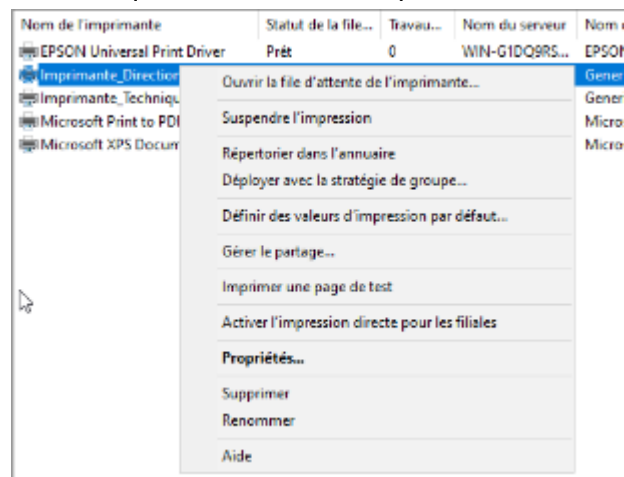 Nom de l'imprimante Statut de la file... Travau... Nom du serveur Nom
EPSON Universal Print Driver Prêt 0 WIN-G1DQ9RS... EPSON
Imprimante_Direction Gener
Imprimante_Techniqu Gener
Microsoft Print to PDI Micro
Microsoft XPS Docum Micro
Ouvrir la file d'attente de l'imprimante...
Suspendre l'impression
Répertorier dans l'annuaire
Déployer avec la stratégie de groupe...
Définir des valeurs d'impression par défaut...
Gérer le partage...
Imprimer une page de test
Activer l'impression directe pour les filiales
Propriétés...
Supprimer
Renommer
Aide